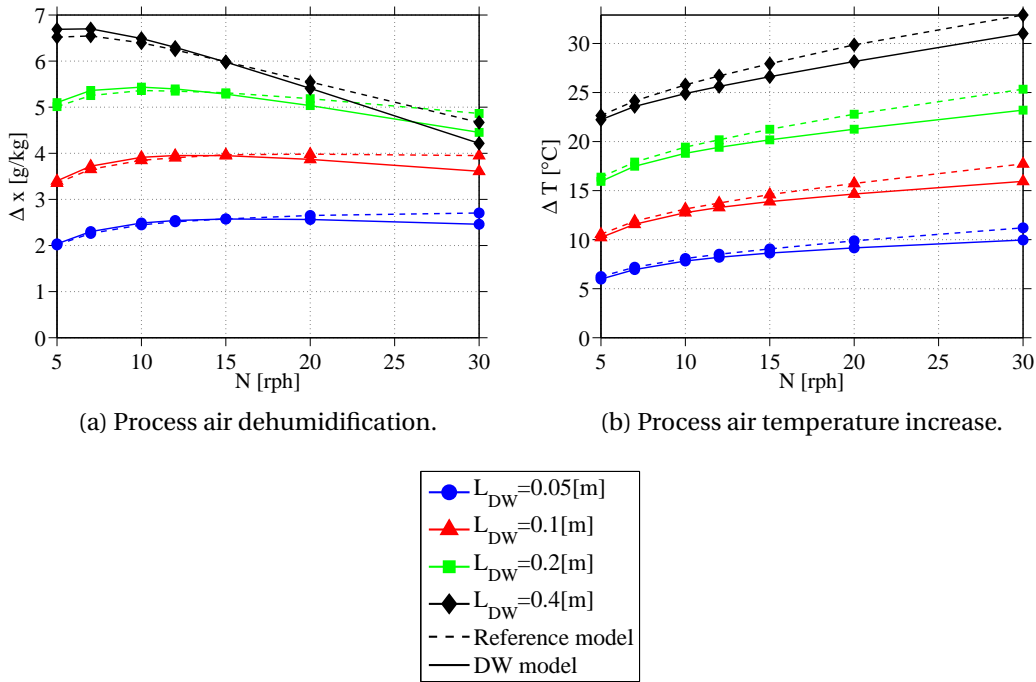 7
6
5
4
3
2
1
0
Δ x [g/kg]
5 10 15 20 25 30
N [rph]
(a) Process air dehumidification.
30
25
20
15
10
5
0
Δ T [°C]
5 10 15 20 25 30
N [rph]
(b) Process air temperature increase.
L_DW=0.05[m]
L_DW=0.1[m]
L_DW=0.2[m]
L_DW=0.4[m]
Reference model
DW model